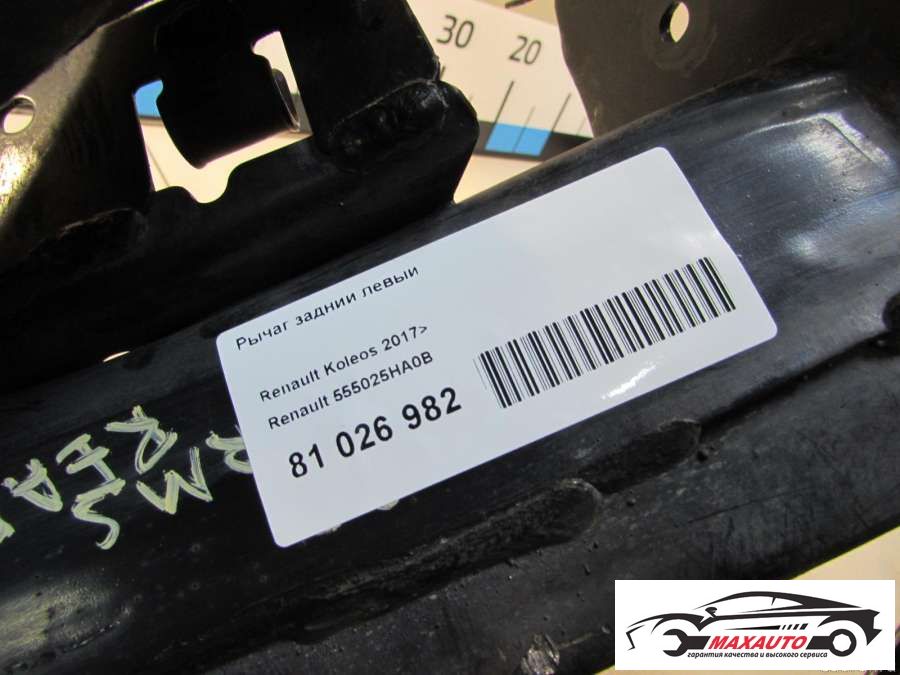 30
20
Рычаг задний левый
Renault Koleos 2017>
Renault 555025HA0B
81 026 982
MAXAUTO
гарантия качества и высокого сервиса